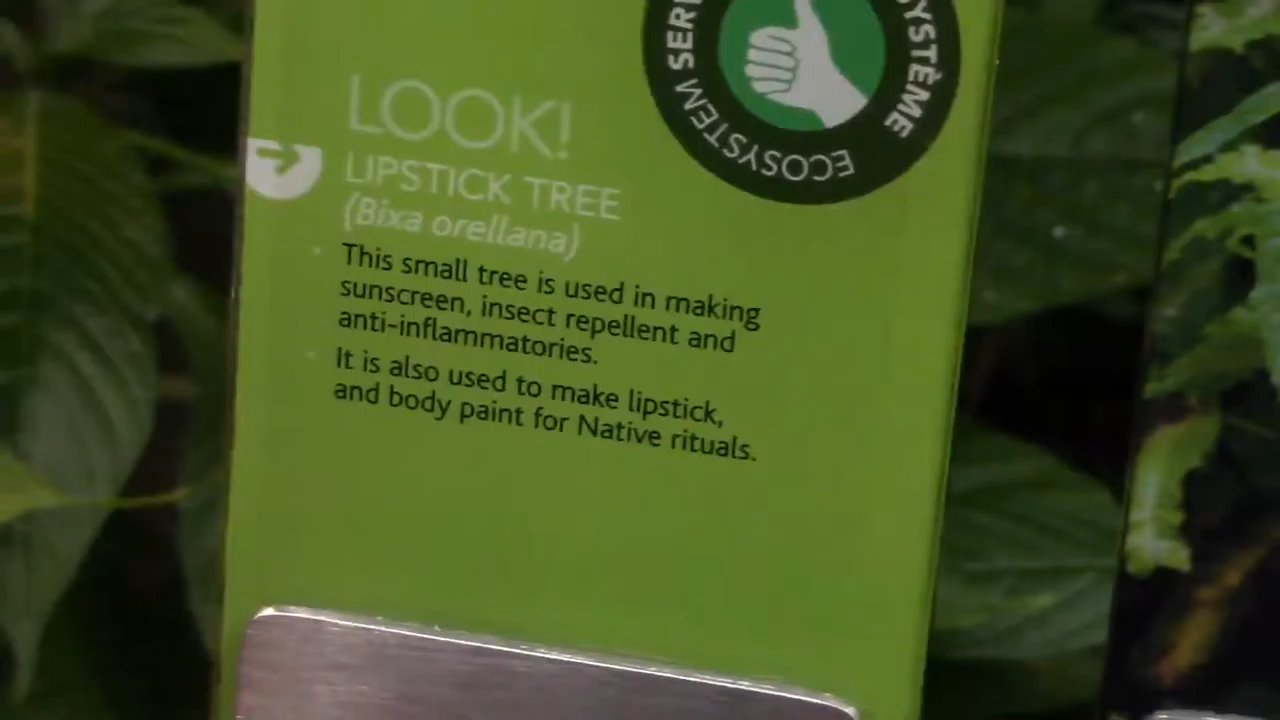 LOOK!
LIPSTICK TREE
(Bixa orellana)
This small tree is used in making
sunscreen, insect repellent and
anti-inflammatories.
It is also used to make lipstick,
and body paint for Native rituals.
ECOSYSTEM